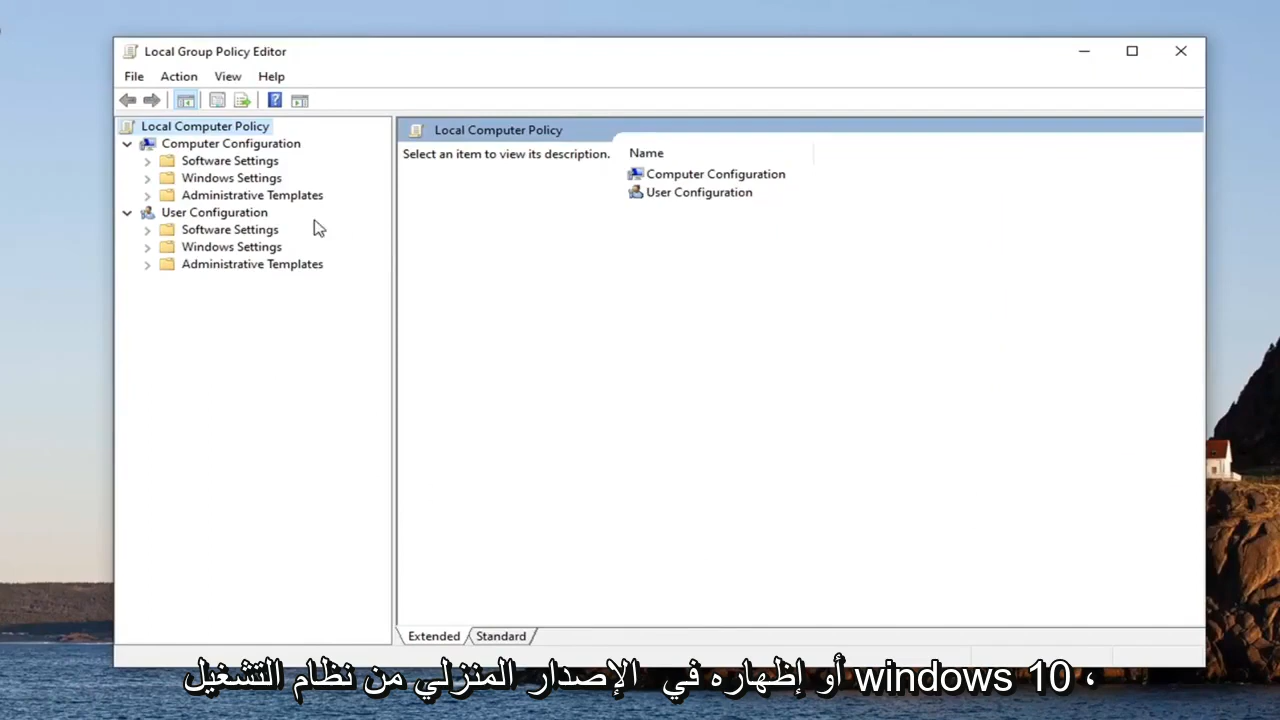 Local Group Policy Editor
File Action View Help
Local Computer Policy
Computer Configuration
Software Settings
Windows Settings
Administrative Templates
User Configuration
Software Settings
Windows Settings
Administrative Templates
Local Computer Policy
Select an item to view its description.
Name
Computer Configuration
User Configuration
Extended Standard
أو إظهاره في الإصدار المنزلي من نظام التشغيل windows 10 ،